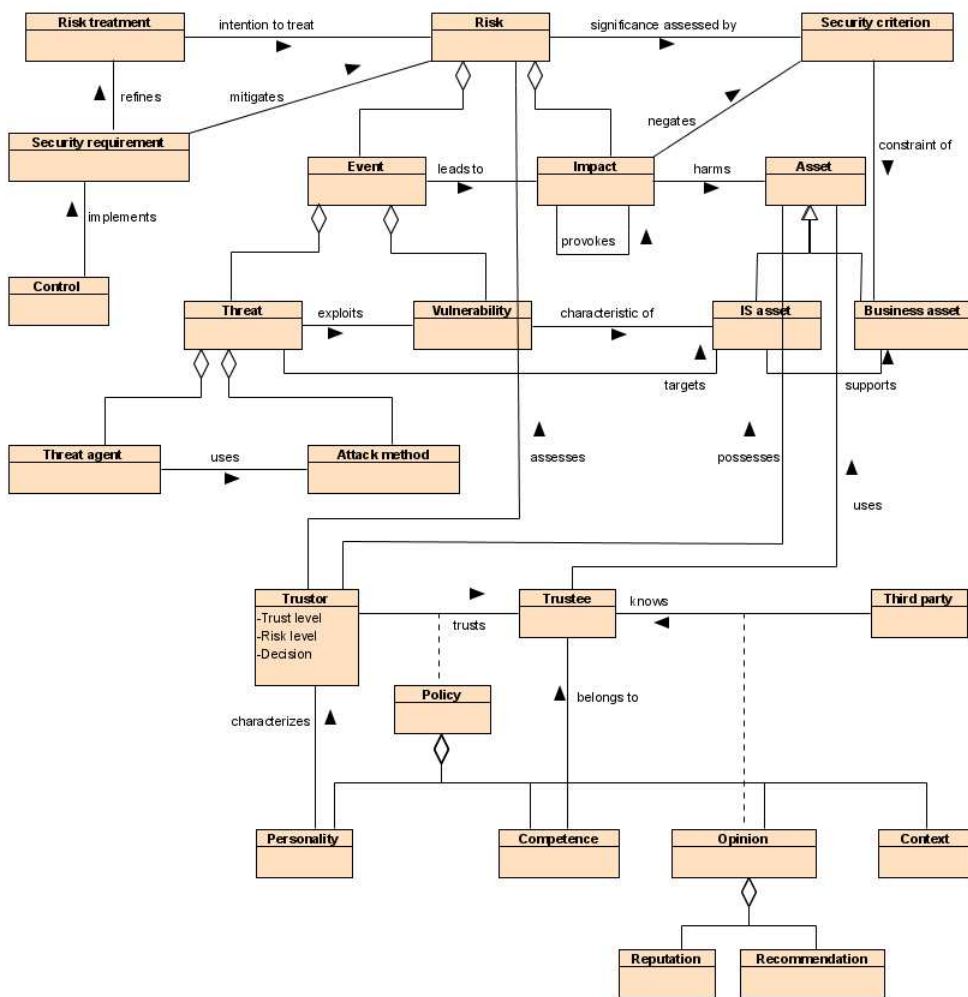 Risk treatment
intention to treat
Risk
significance assessed by
Security criterion
refines
mitigates
negates
constraint of
Security requirement
Event
leads to
Impact
harms
Asset
implements
provokes
Control
Threat
exploits
Vulnerability
characteristic of
IS asset
Business asset
targets
supports
Threat agent
uses
Attack method
assesses
possesses
uses
Trustor
-Trust level
-Risk level
-Decision
trusts
Trustee
knows
Third party
Policy
belongs to
characterizes
Personality
Competence
Opinion
Context
Reputation
Recommendation